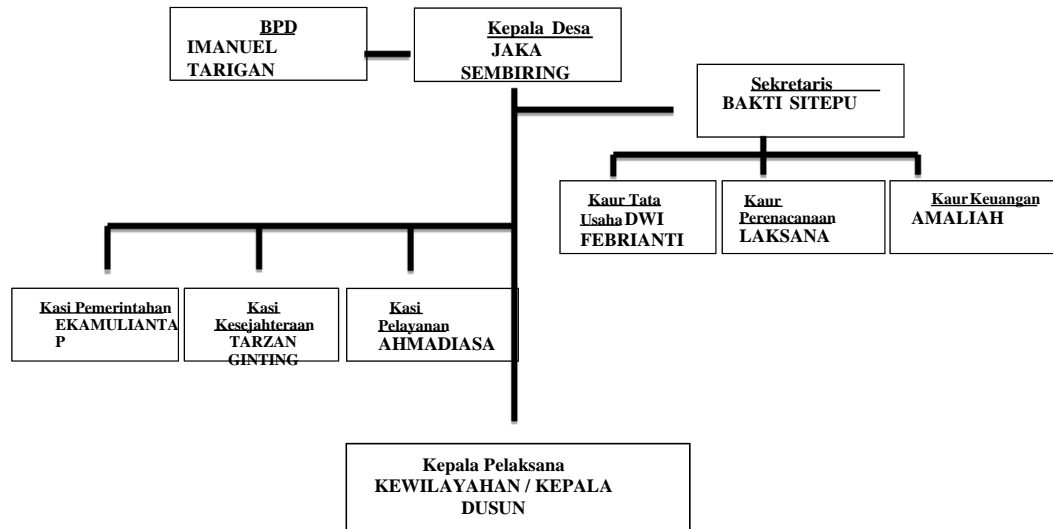 BPD
IMANUEL
TARIGAN
Kepala Desa
JAKA
SEMBIRING
Sekretaris
BAKTI SITEPU
Kaur Tata
Usaha DWI
FEBRIANTI
Kaur
Perenacanaan
LAKSANA
Kaur Keuangan
AMALIAH
Kasi Pemerintahan
EKAMULIANTA
P
Kasi
Kesejahteraan
TARZAN
GINTING
Kasi
Pelayanan
AHMADIASA
Kepala Pelaksana
KEWILAYAHAN / KEPALA
DUSUN